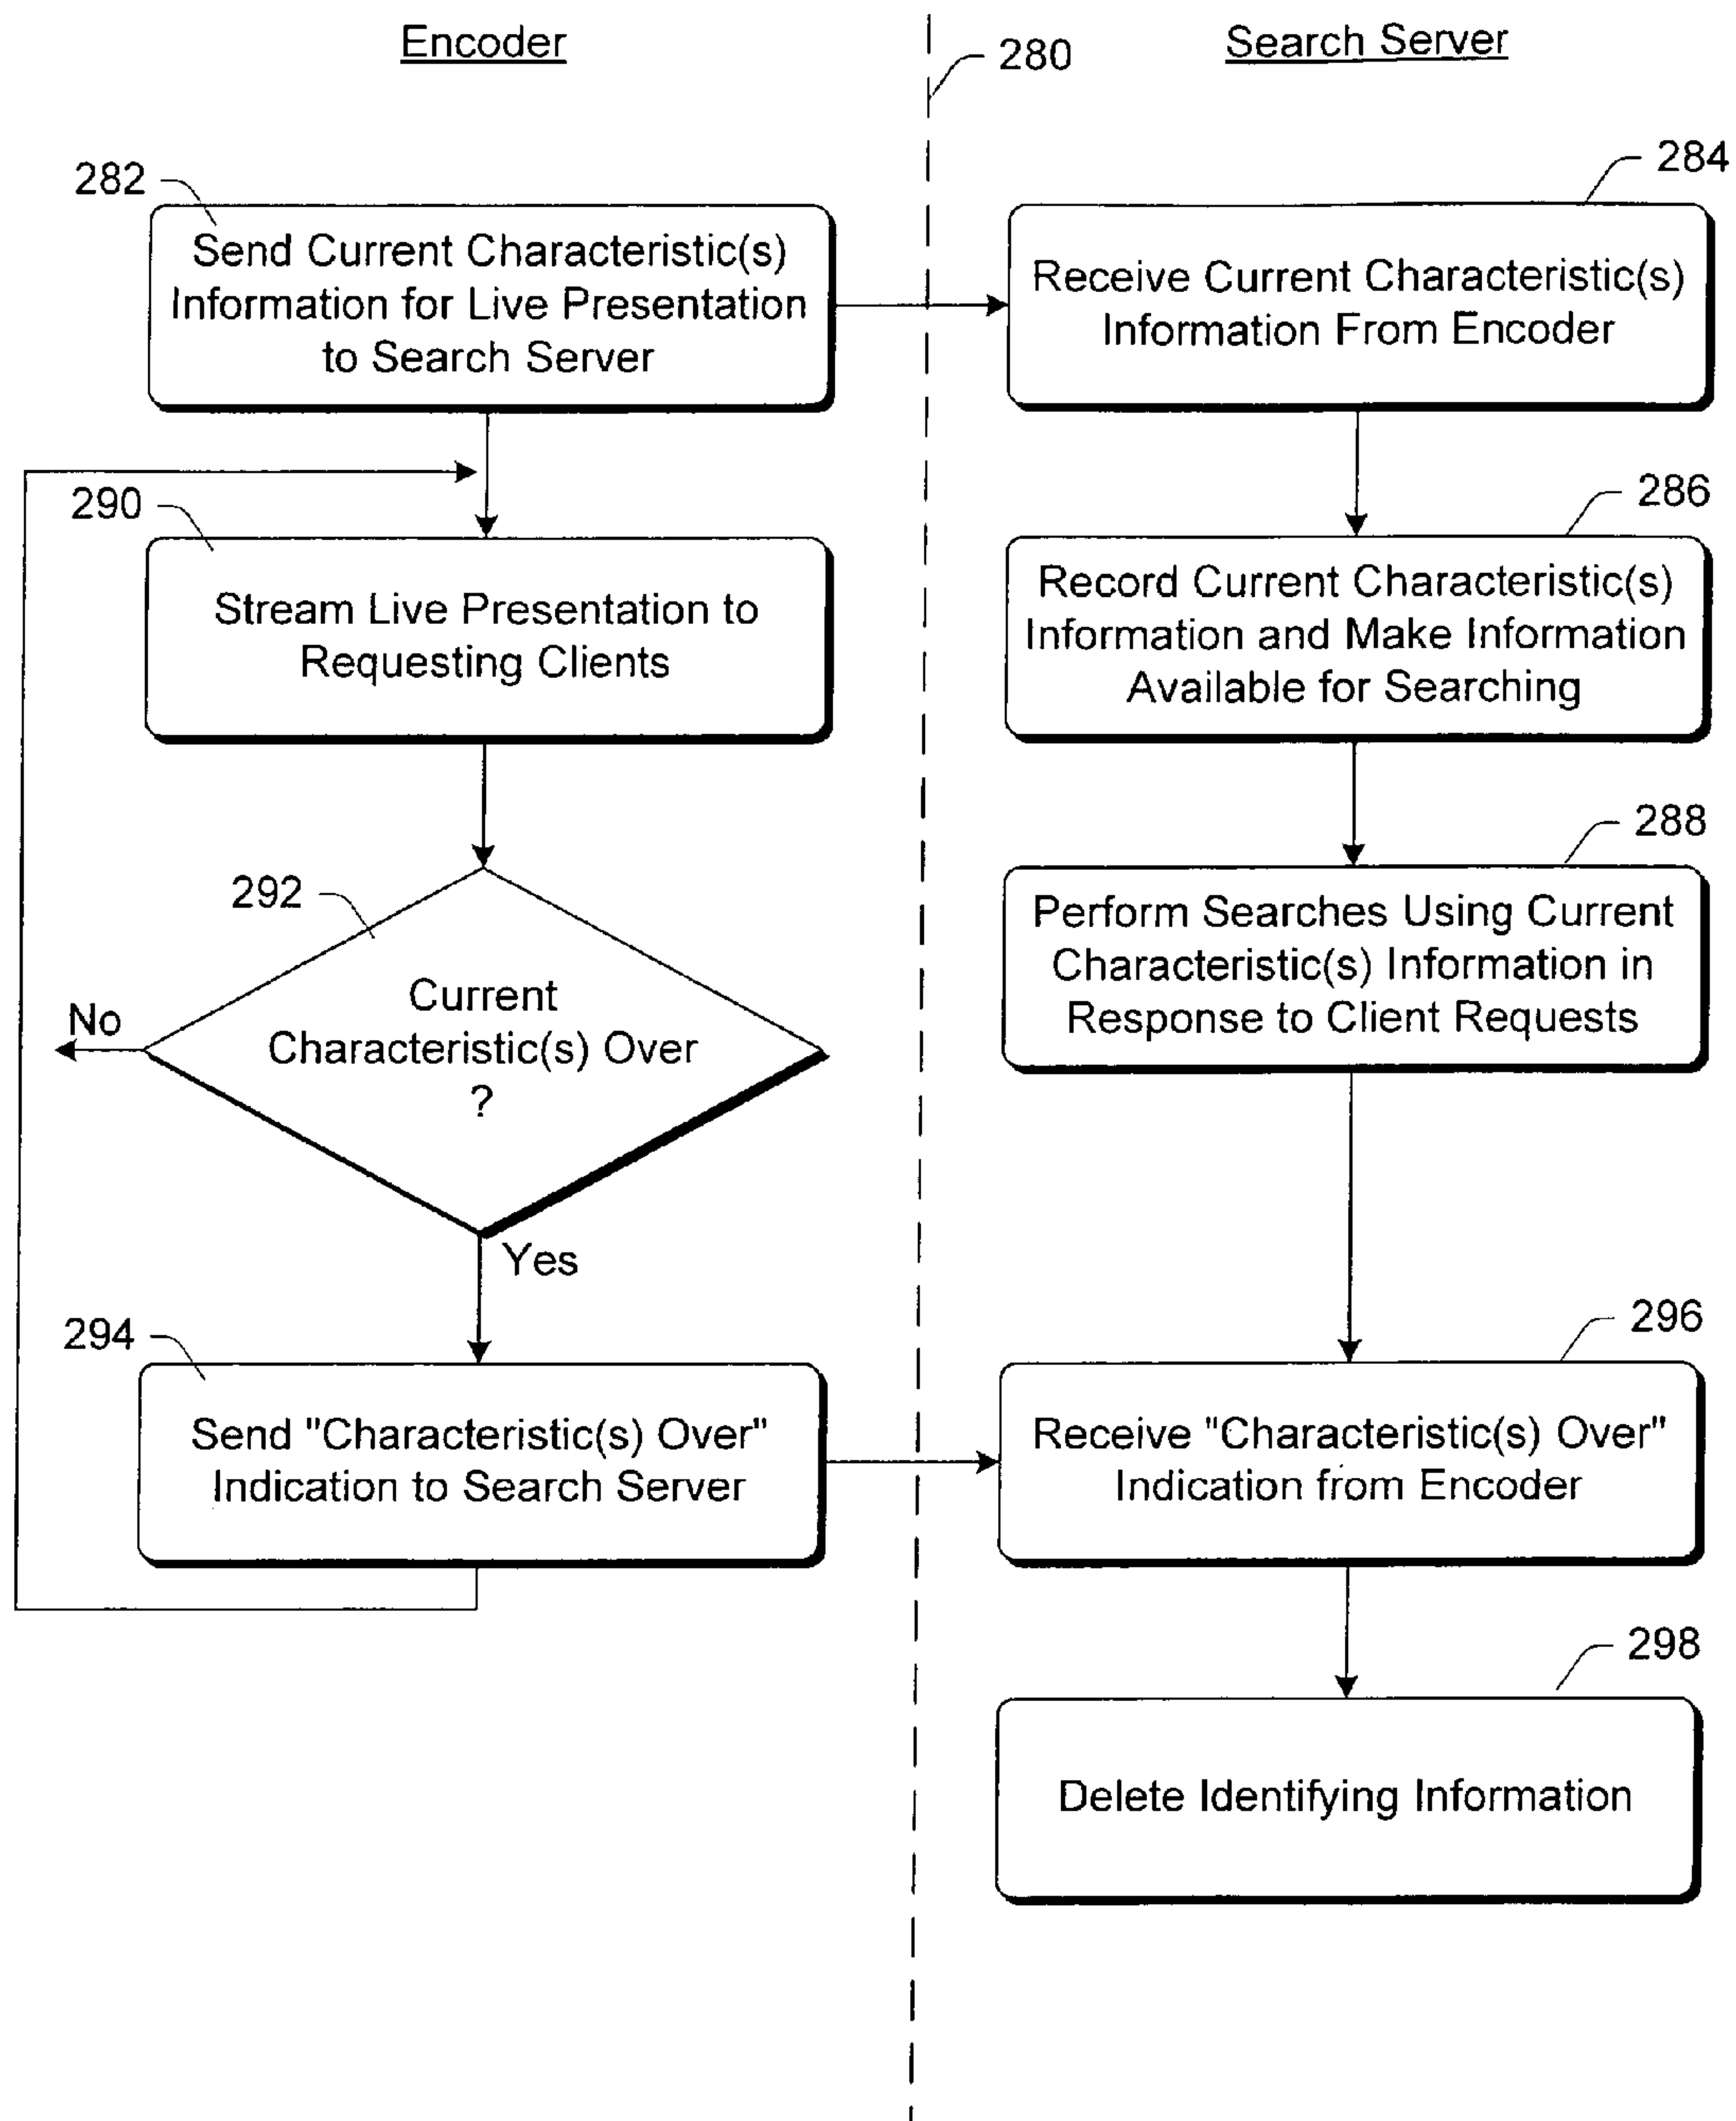 Encoder
280
Search Server
282
284
Send Current Characteristic(s)
Information for Live Presentation
to Search Server
Receive Current Characteristic(s)
Information From Encoder
290
286
Stream Live Presentation to
Requesting Clients
Record Current Characteristic(s)
Information and Make Information
Available for Searching
292
288
Current
Characteristic(s) Over
?
No
Yes
Perform Searches Using Current
Characteristic(s) Information in
Response to Client Requests
294
296
Send "Characteristic(s) Over"
Indication to Search Server
Receive "Characteristic(s) Over"
Indication from Encoder
298
Delete Identifying Information